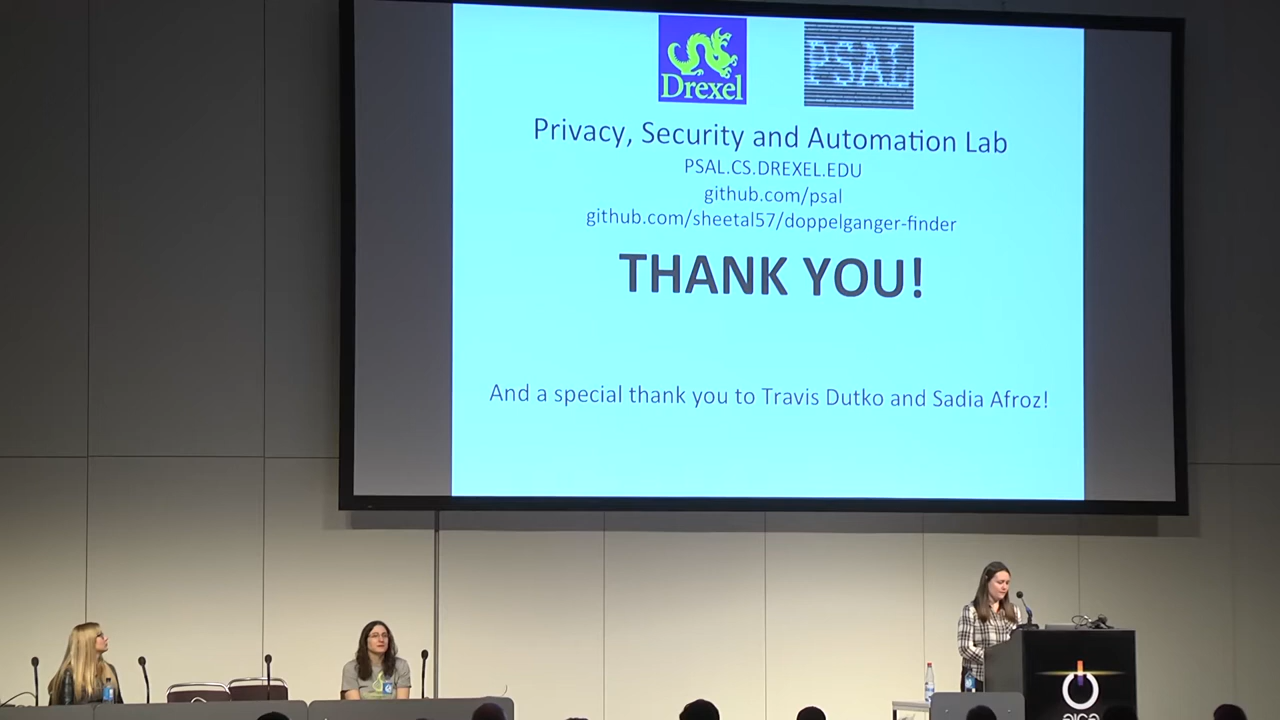 Drexel
PSAL
Privacy, Security and Automation Lab
PSAL.CS.DREXEL.EDU
github.com/psal
github.com/sheetal57/doppelganger-finder
THANK YOU!
And a special thank you to Travis Dutko and Sadia Afroz!